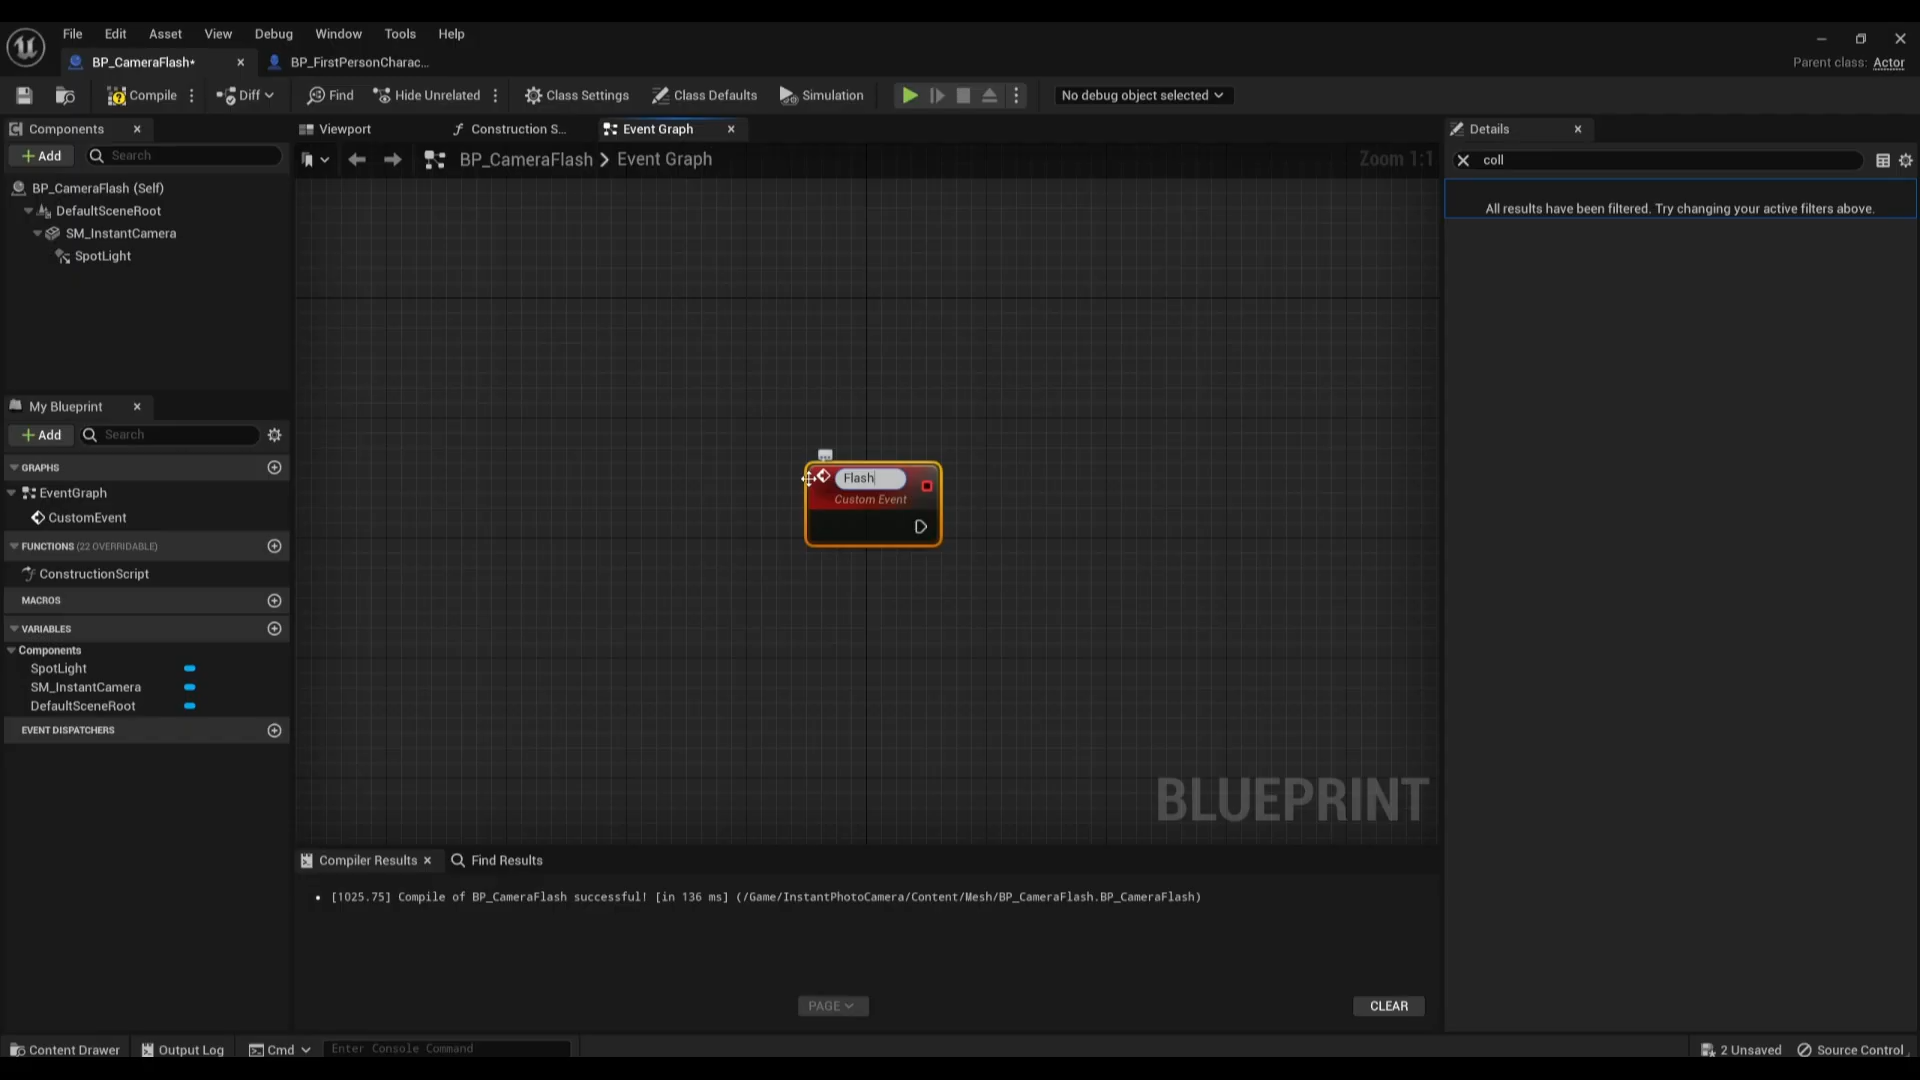 File Edit Asset View Debug Window Tools Help
BP_CameraFlash* BP_FirstPersonCharac... Parent class: Actor
Compile Diff Find Hide Unrelated Class Settings Class Defaults Simulation No debug object selected
Components Viewport Construction S... Event Graph Details
+ Add Search BP_CameraFlash > Event Graph Zoom 1:1 coll
BP_CameraFlash (Self)
DefaultSceneRoot
SM_InstantCamera
SpotLight
All results have been filtered. Try changing your active filters above.
My Blueprint
+ Add Search
GRAPHS
EventGraph
CustomEvent
FUNCTIONS (22 OVERRIDABLE)
ConstructionScript
MACROS
VARIABLES
Components
SpotLight
SM_InstantCamera
DefaultSceneRoot
EVENT DISPATCHERS
Flash
Custom Event
BLUEPRINT
Compiler Results Find Results
• [1025.75] Compile of BP_CameraFlash successful! [in 136 ms] (/Game/InstantPhotoCamera/Content/Mesh/BP_CameraFlash.BP_CameraFlash)
PAGE CLEAR
Content Drawer Output Log Cmd Enter Console Command 2 Unsaved Source Control